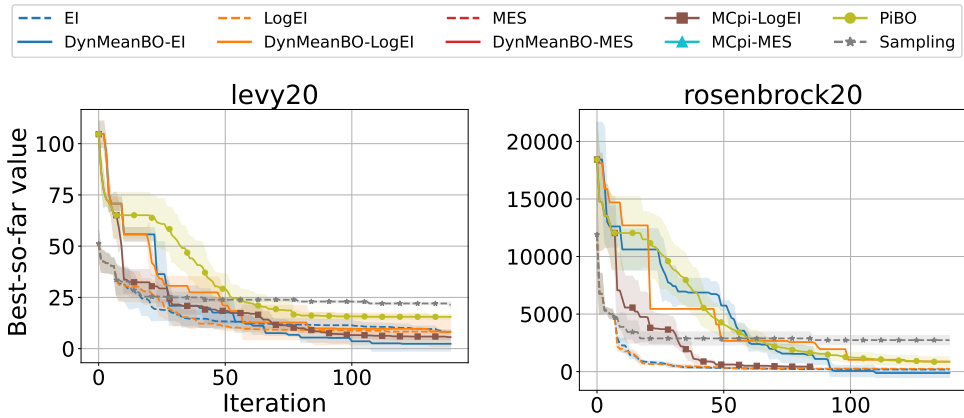 EI LogEI MES MCpi-LogEI PiBO
DynMeanBO-EI DynMeanBO-LogEI DynMeanBO-MES MCpi-MES Sampling
levy20
rosenbrock20
Best-so-far value
100
75
50
25
0
0 50 100
Iteration
20000
15000
10000
5000
0
0 50 100